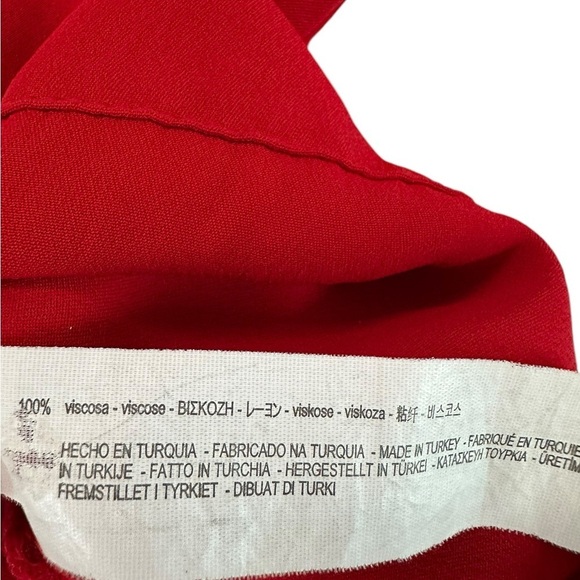 100% viscosa - viscose - ΒΙΣΚΟΖΗ - レーヨン - viskose - viskoza - 粘纤 - 비스코스
HECHO EN TURQUIA - FABRICADO NA TURQUIA - MADE IN TURKEY - FABRIQUÉ EN TURQUIE
IN TURKIJE - FATTO IN TURCHIA - HERGESTELLT IN TÜRKEI - ΚΑΤΑΣΚΕΥΗ ΤΟΥΡΚΙΑ - ÜRETİM
FREMSTILLET I TYRKIET - DIBUAT DI TURKI